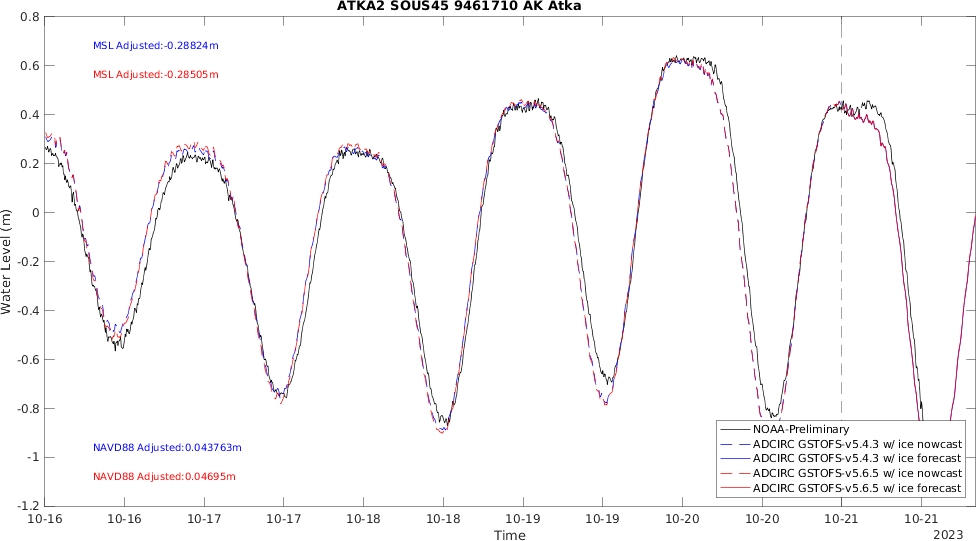 ATKA2 SOUS45 9461710 AK Atka
0.8
0.6
0.4
0.2
0
-0.2
-0.4
-0.6
-0.8
-1
-1.2
Water Level (m)
MSL Adjusted:-0.28824m
MSL Adjusted:-0.28505m
NAVD88 Adjusted:0.043763m
NAVD88 Adjusted:0.04695m
NOAA-Preliminary
ADCIRC GSTOFS-v5.4.3 w/ ice nowcast
ADCIRC GSTOFS-v5.4.3 w/ ice forecast
ADCIRC GSTOFS-v5.6.5 w/ ice nowcast
ADCIRC GSTOFS-v5.6.5 w/ ice forecast
10-16 10-16 10-17 10-17 10-18 10-18 10-19 10-19 10-20 10-20 10-21 10-21
Time
2023